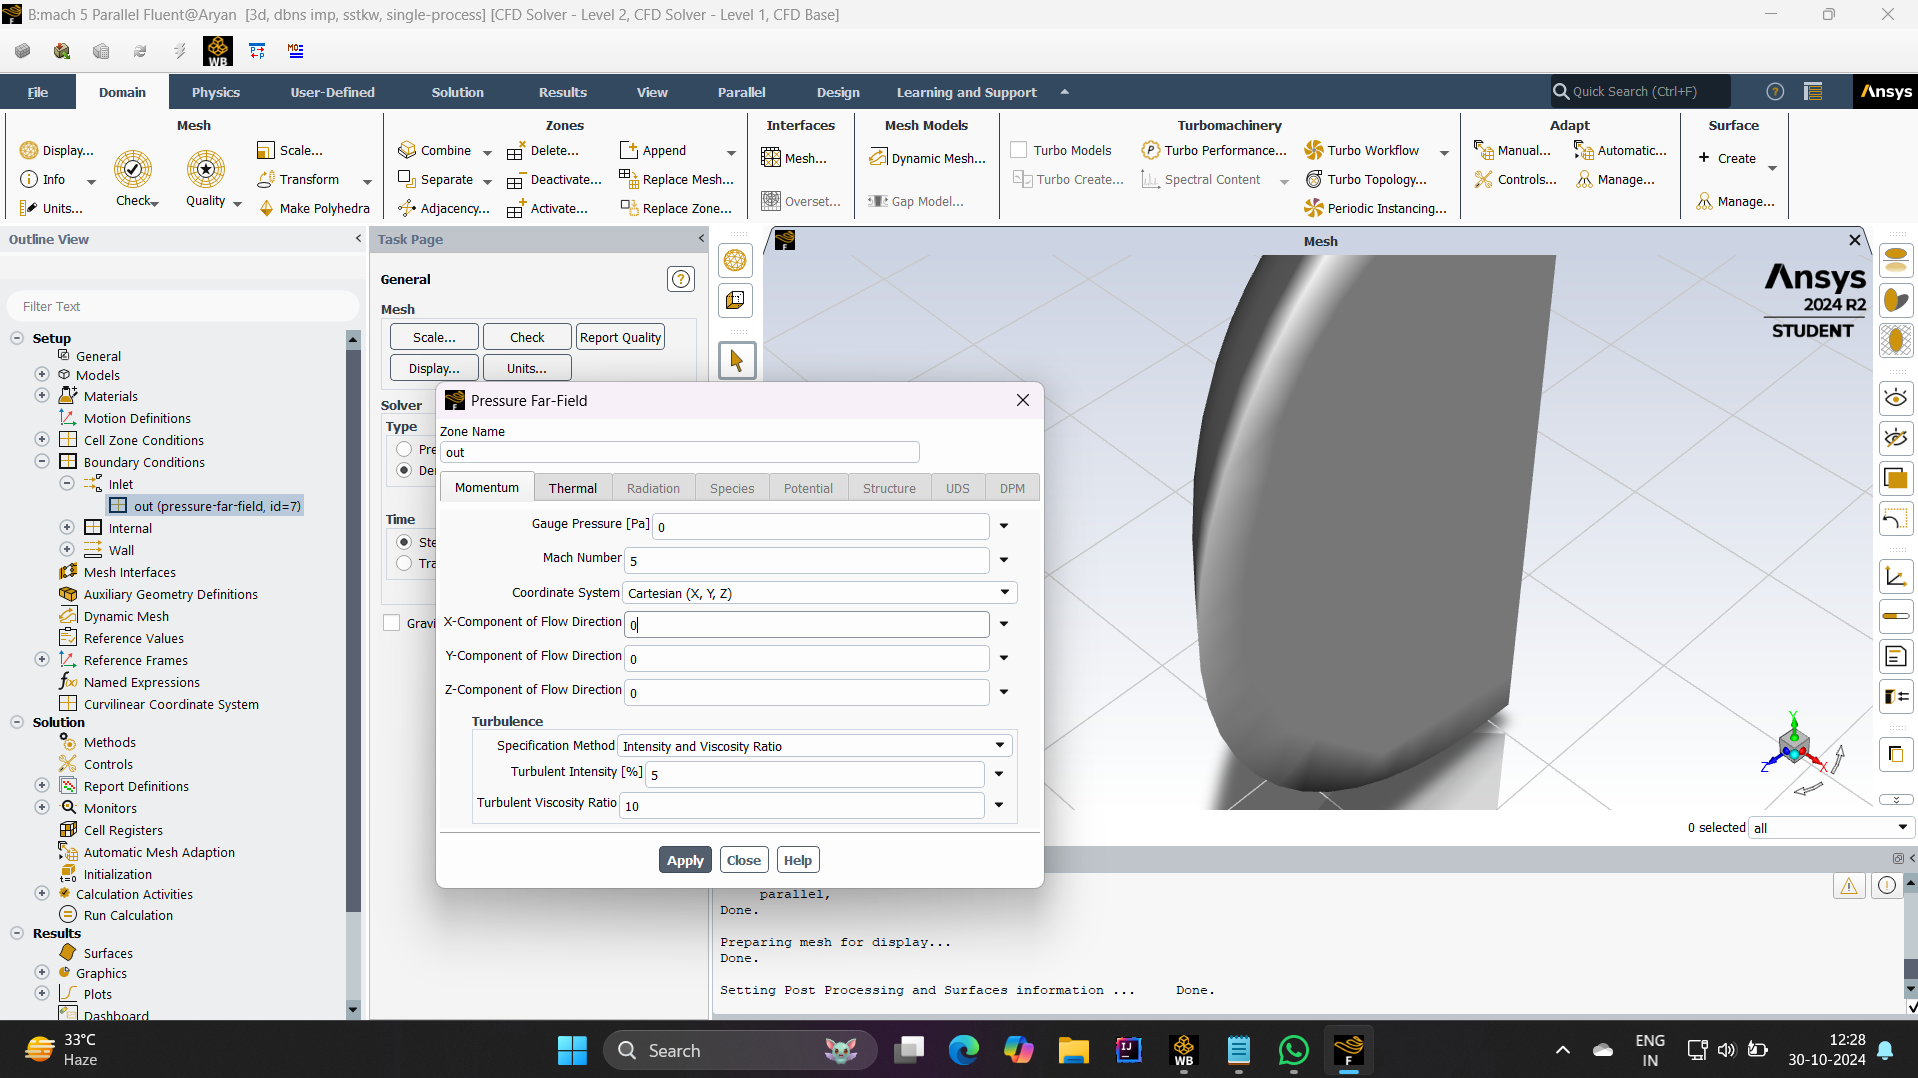 B:mach 5 Parallel Fluent@Aryan [3d, dbns imp, sstkw, single-process] [CFD Solver - Level 2, CFD Solver - Level 1, CFD Base]
WB
File
Domain
Physics
User-Defined
Solution
Results
View
Parallel
Design
Learning and Support
Quick Search (Ctrl+F)
Ansys
Mesh
Display...
Info
Units...
Check
Quality
Scale...
Transform
Make Polyhedra
Zones
Combine
Separate
Adjacency...
Delete...
Deactivate...
Activate...
Append
Replace Mesh...
Replace Zone...
Interfaces
Mesh...
Overset...
Mesh Models
Dynamic Mesh...
Gap Model...
Turbomachinery
Turbo Models
Turbo Create...
Turbo Performance...
Spectral Content
Turbo Workflow
Turbo Topology...
Periodic Instancing...
Adapt
Manual...
Controls...
Automatic...
Manage...
Surface
Create
Manage...
Outline View
Filter Text
Setup
General
Models
Materials
Motion Definitions
Cell Zone Conditions
Boundary Conditions
Inlet
out (pressure-far-field, id=7)
Internal
Wall
Mesh Interfaces
Auxiliary Geometry Definitions
Dynamic Mesh
Reference Values
Reference Frames
Named Expressions
Curvilinear Coordinate System
Solution
Methods
Controls
Report Definitions
Monitors
Cell Registers
Automatic Mesh Adaption
Initialization
Calculation Activities
Run Calculation
Results
Surfaces
Graphics
Plots
Dashboard
Task Page
General
Mesh
Scale...
Check
Report Quality
Display...
Units...
Solver
Type
Pre
Den
Time
Ste
Tra
Gravi
Pressure Far-Field
Zone Name
out
Momentum
Thermal
Radiation
Species
Potential
Structure
UDS
DPM
Gauge Pressure [Pa] 0
Mach Number 5
Coordinate System Cartesian (X, Y, Z)
X-Component of Flow Direction 0
Y-Component of Flow Direction 0
Z-Component of Flow Direction 0
Turbulence
Specification Method Intensity and Viscosity Ratio
Turbulent Intensity [%] 5
Turbulent Viscosity Ratio 10
Apply
Close
Help
Mesh
Ansys
2024 R2
STUDENT
Y
Z
X
0 selected all
parallel,
Done.
Preparing mesh for display...
Done.
Setting Post Processing and Surfaces information ... Done.
33°C
Haze
Search
WB
ENG
IN
12:28
30-10-2024